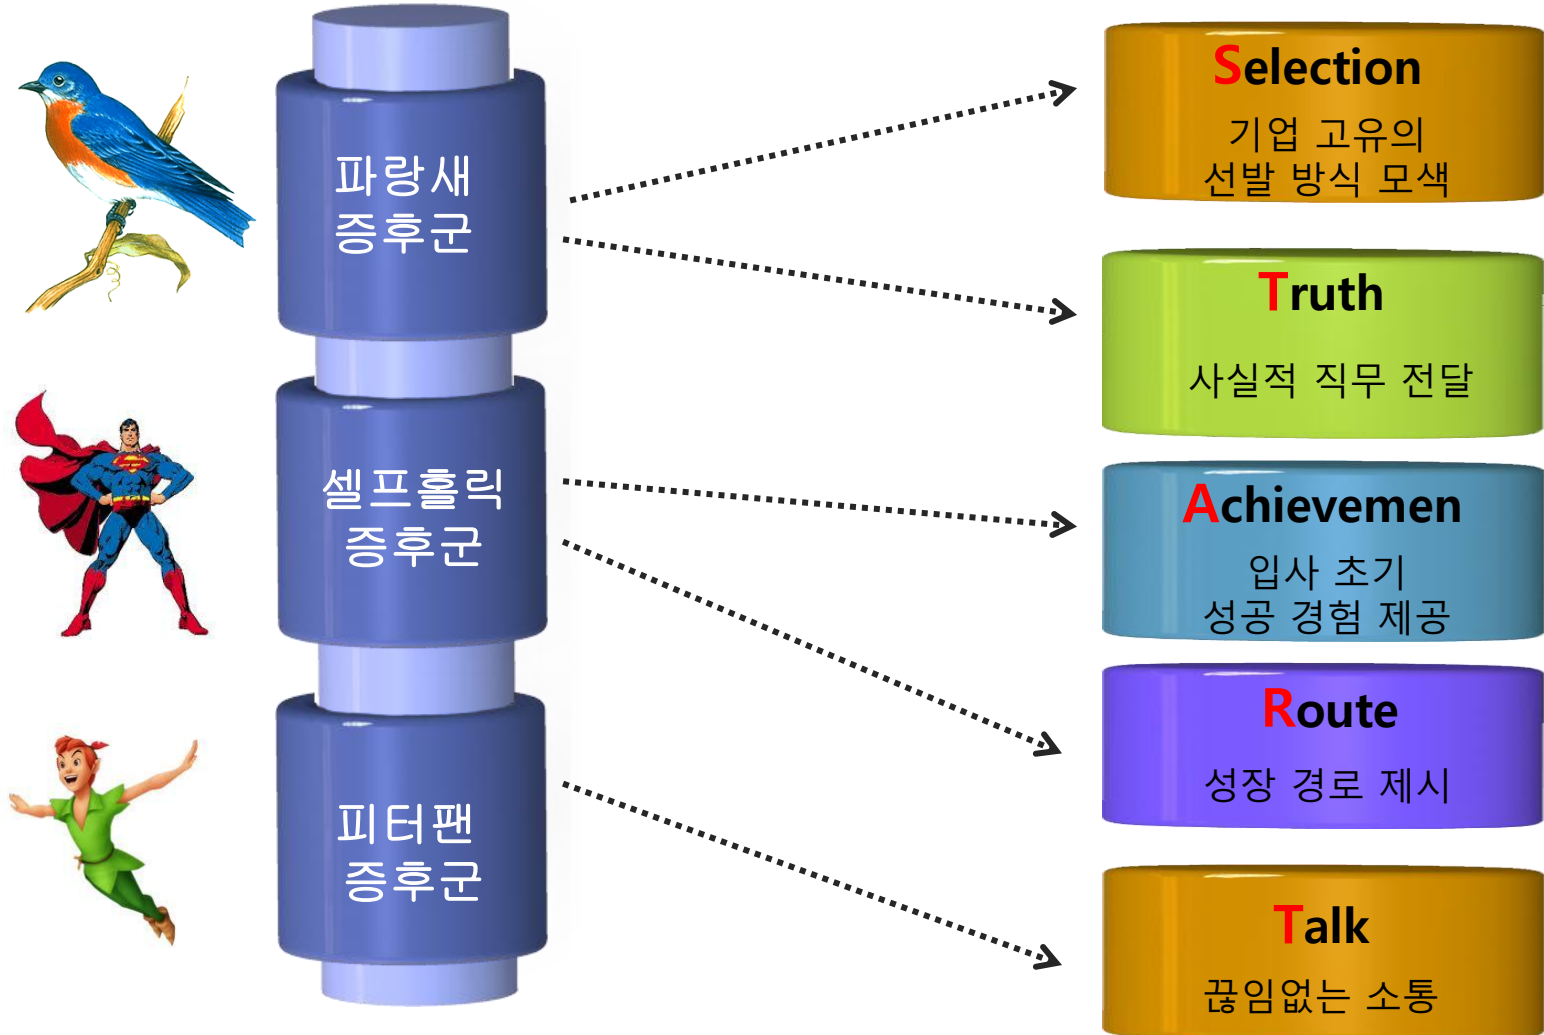 파랑새
증후군
셀프홀릭
증후군
피터팬
증후군
Selection
기업 고유의
선발 방식 모색
Truth
사실적 직무 전달
Achievemen
입사 초기
성공 경험 제공
Route
성장 경로 제시
Talk
끊임없는 소통